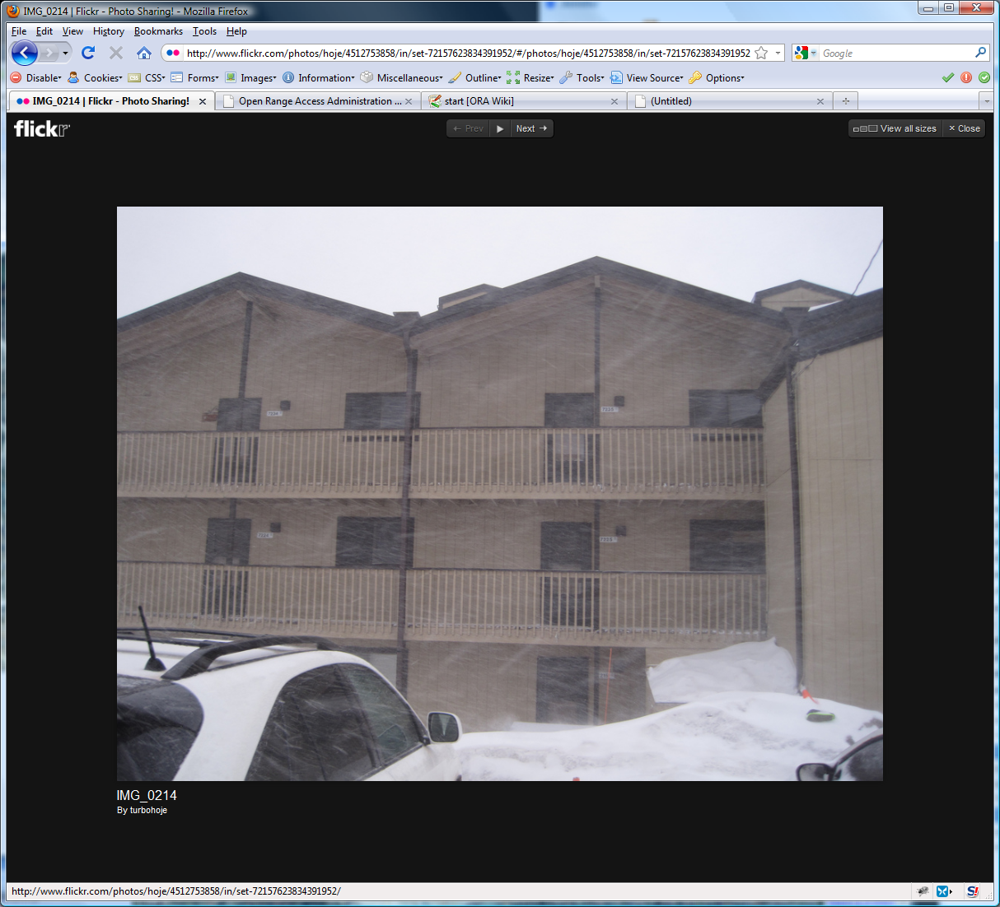 IMG_0214 | Flickr - Photo Sharing! - Mozilla Firefox
File Edit View History Bookmarks Tools Help
http://www.flickr.com/photos/hoje/4512753858/in/set-72157623834391952/#/photos/hoje/4512753858/in/set-72157623834391952 Google
Disable Cookies CSS Forms Images Information Miscellaneous Outline Resize Tools View Source Options
IMG_0214 | Flickr - Photo Sharing! Open Range Access Administration ... start [ORA Wiki] (Untitled)
flickr ← Prev Next → View all sizes × Close
IMG_0214
By turbohoje
http://www.flickr.com/photos/hoje/4512753858/in/set-72157623834391952/